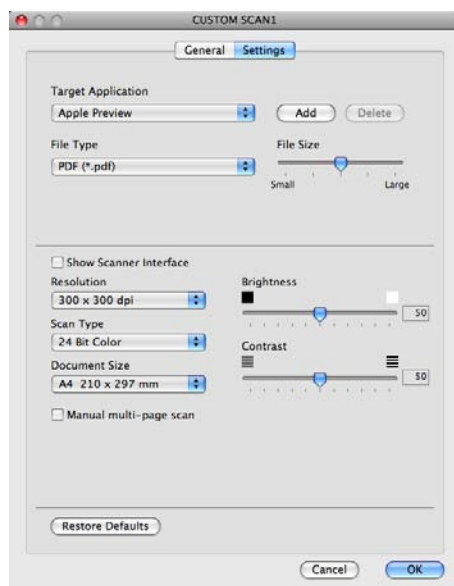 CUSTOM SCAN1
General Settings
Target Application
Apple Preview Add Delete
File Type File Size
PDF (*.pdf)
Small Large
Show Scanner Interface
Resolution Brightness
300 x 300 dpi 50
Scan Type
24 Bit Color Contrast
Document Size
A4 210 x 297 mm 50
Manual multi-page scan
Restore Defaults
Cancel OK